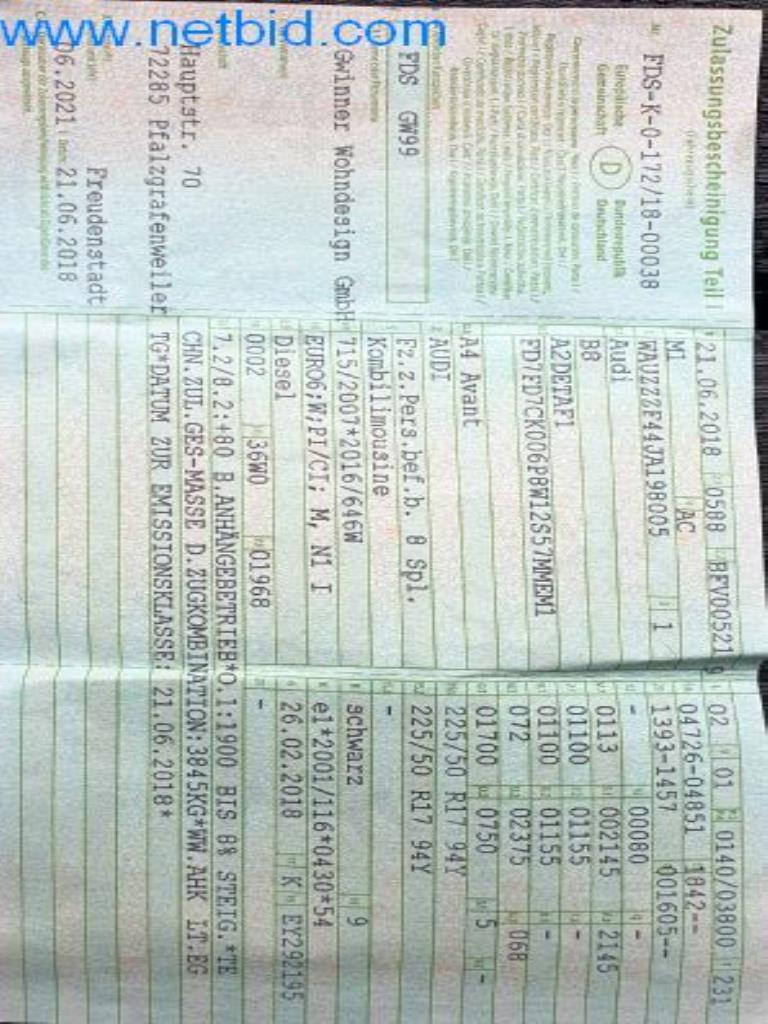 www.netbid.com
Zulassungsbescheinigung Teil I
(Fahrzeugschein)
Nr. FDS-K-0-172/18-00038
Europäische Gemeinschaft D Bundesrepublik Deutschland
FDS GW99
Gwinner Wohndesign GmbH
Hauptstr. 70
72285 Pfalzgrafenweiler
Freudenstadt
06.2021 21.06.2018
21.06.2018 0588 BFV00521 9
M1 AC
WAUZZZF44JA198005 1
Audi
B8
A2DETAF1
FD7FD7CK006P8W12S57MMEM1
A4 Avant
AUDI
Fz.z.Pers.bef.b. 8 Spl.
Kombilimousine
715/2007*2016/646W
EURO6;W;PI/CI; M, N1 I
Diesel
0002 36W0 01968
7.2/8.2:+80 B.ANHÄNGEBETRIEB*O.1:1900 BIS 8% STEIG.*TE
CHN.ZUL.GES-MASSE D.ZUGKOMBINATION:3845KG*WW.AHK LT.EG
TG*DATUM ZUR EMISSIONSKLASSE: 21.06.2018*
02 01 0140/03800 231
04726-04851 1842--
1393-1457 001605--
- 00080 -
0113 002145 2145
01100 01155 -
01100 01155 -
072 02375 068
01700 0750 5 -
225/50 R17 94Y
225/50 R17 94Y
-
schwarz 9
e1*2001/116*0430*54
26.02.2018 K EY292195
-